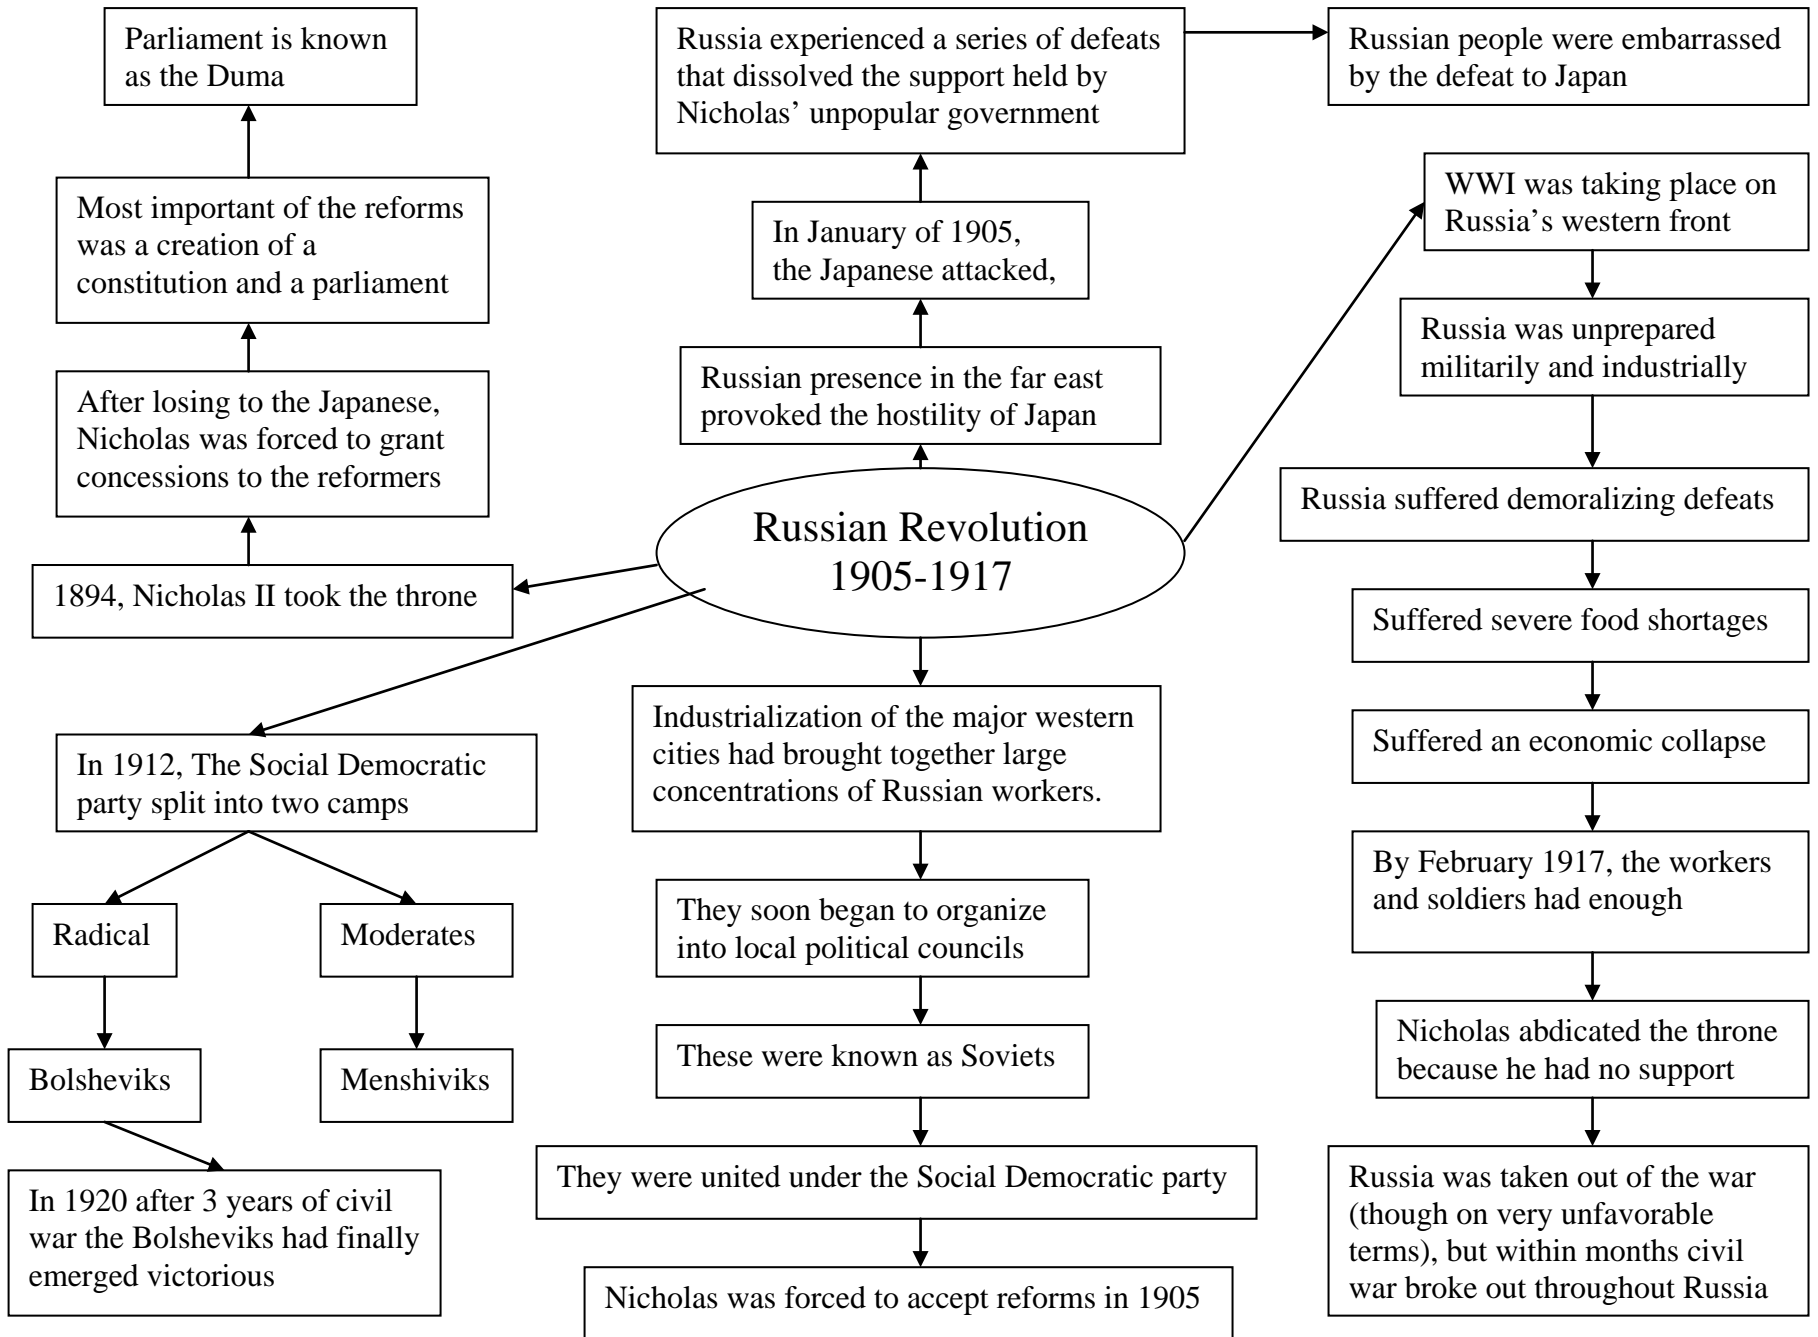 Parliament is known
as the Duma
Most important of the reforms
was a creation of a
constitution and a parliament
After losing to the Japanese,
Nicholas was forced to grant
concessions to the reformers
1894, Nicholas II took the throne
Russia experienced a series of defeats
that dissolved the support held by
Nicholas’ unpopular government
Russian people were embarrassed
by the defeat to Japan
In January of 1905,
the Japanese attacked,
Russian presence in the far east
provoked the hostility of Japan
Russian Revolution
1905-1917
WWI was taking place on
Russia’s western front
Russia was unprepared
militarily and industrially
Russia suffered demoralizing defeats
Suffered severe food shortages
Suffered an economic collapse
By February 1917, the workers
and soldiers had enough
Nicholas abdicated the throne
because he had no support
Russia was taken out of the war
(though on very unfavorable
terms), but within months civil
war broke out throughout Russia
In 1912, The Social Democratic
party split into two camps
Radical
Moderates
Bolsheviks
Menshiviks
In 1920 after 3 years of civil
war the Bolsheviks had finally
emerged victorious
Industrialization of the major western
cities had brought together large
concentrations of Russian workers.
They soon began to organize
into local political councils
These were known as Soviets
They were united under the Social Democratic party
Nicholas was forced to accept reforms in 1905